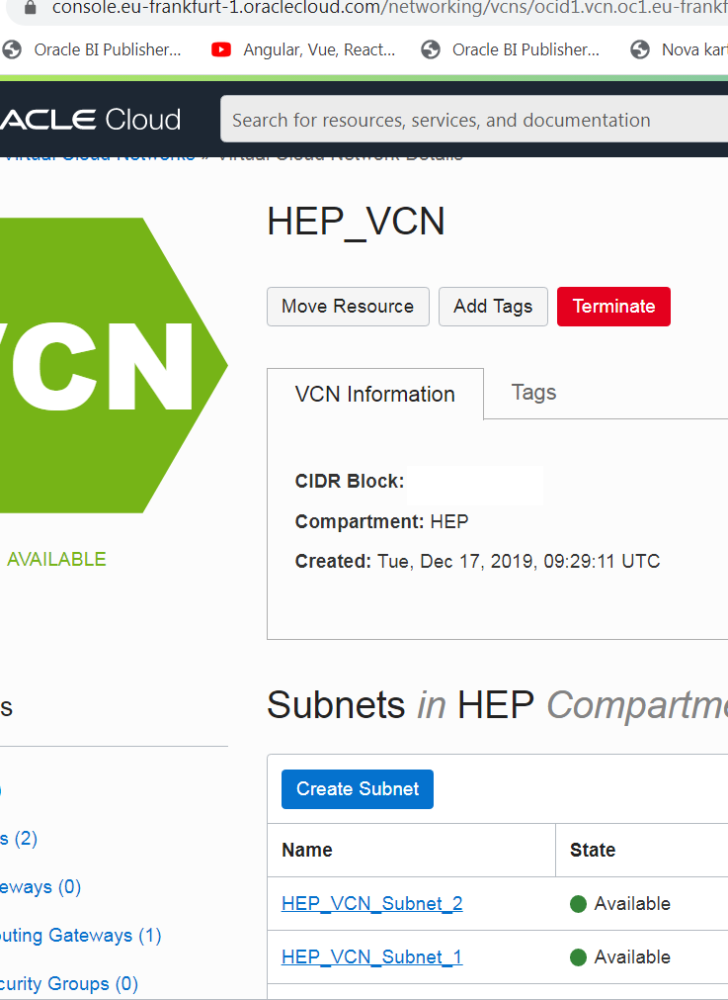 console.eu-frankfurt-1.oraclecloud.com/networking/vcns/ocid1.vcn.oc1.eu-frankf
Oracle BI Publisher... Angular, Vue, React... Oracle BI Publisher... Nova kar
ACLE Cloud Search for resources, services, and documentation
Virtual Cloud Networks » Virtual Cloud Network Details
HEP_VCN
Move Resource Add Tags Terminate
VCN
VCN Information Tags
CIDR Block:
Compartment: HEP
Created: Tue, Dec 17, 2019, 09:29:11 UTC
AVAILABLE
s
Subnets in HEP Compartme
)
Create Subnet
s (2)
Name State
eways (0)
HEP_VCN_Subnet_2 Available
outing Gateways (1)
HEP_VCN_Subnet_1 Available
curity Groups (0)